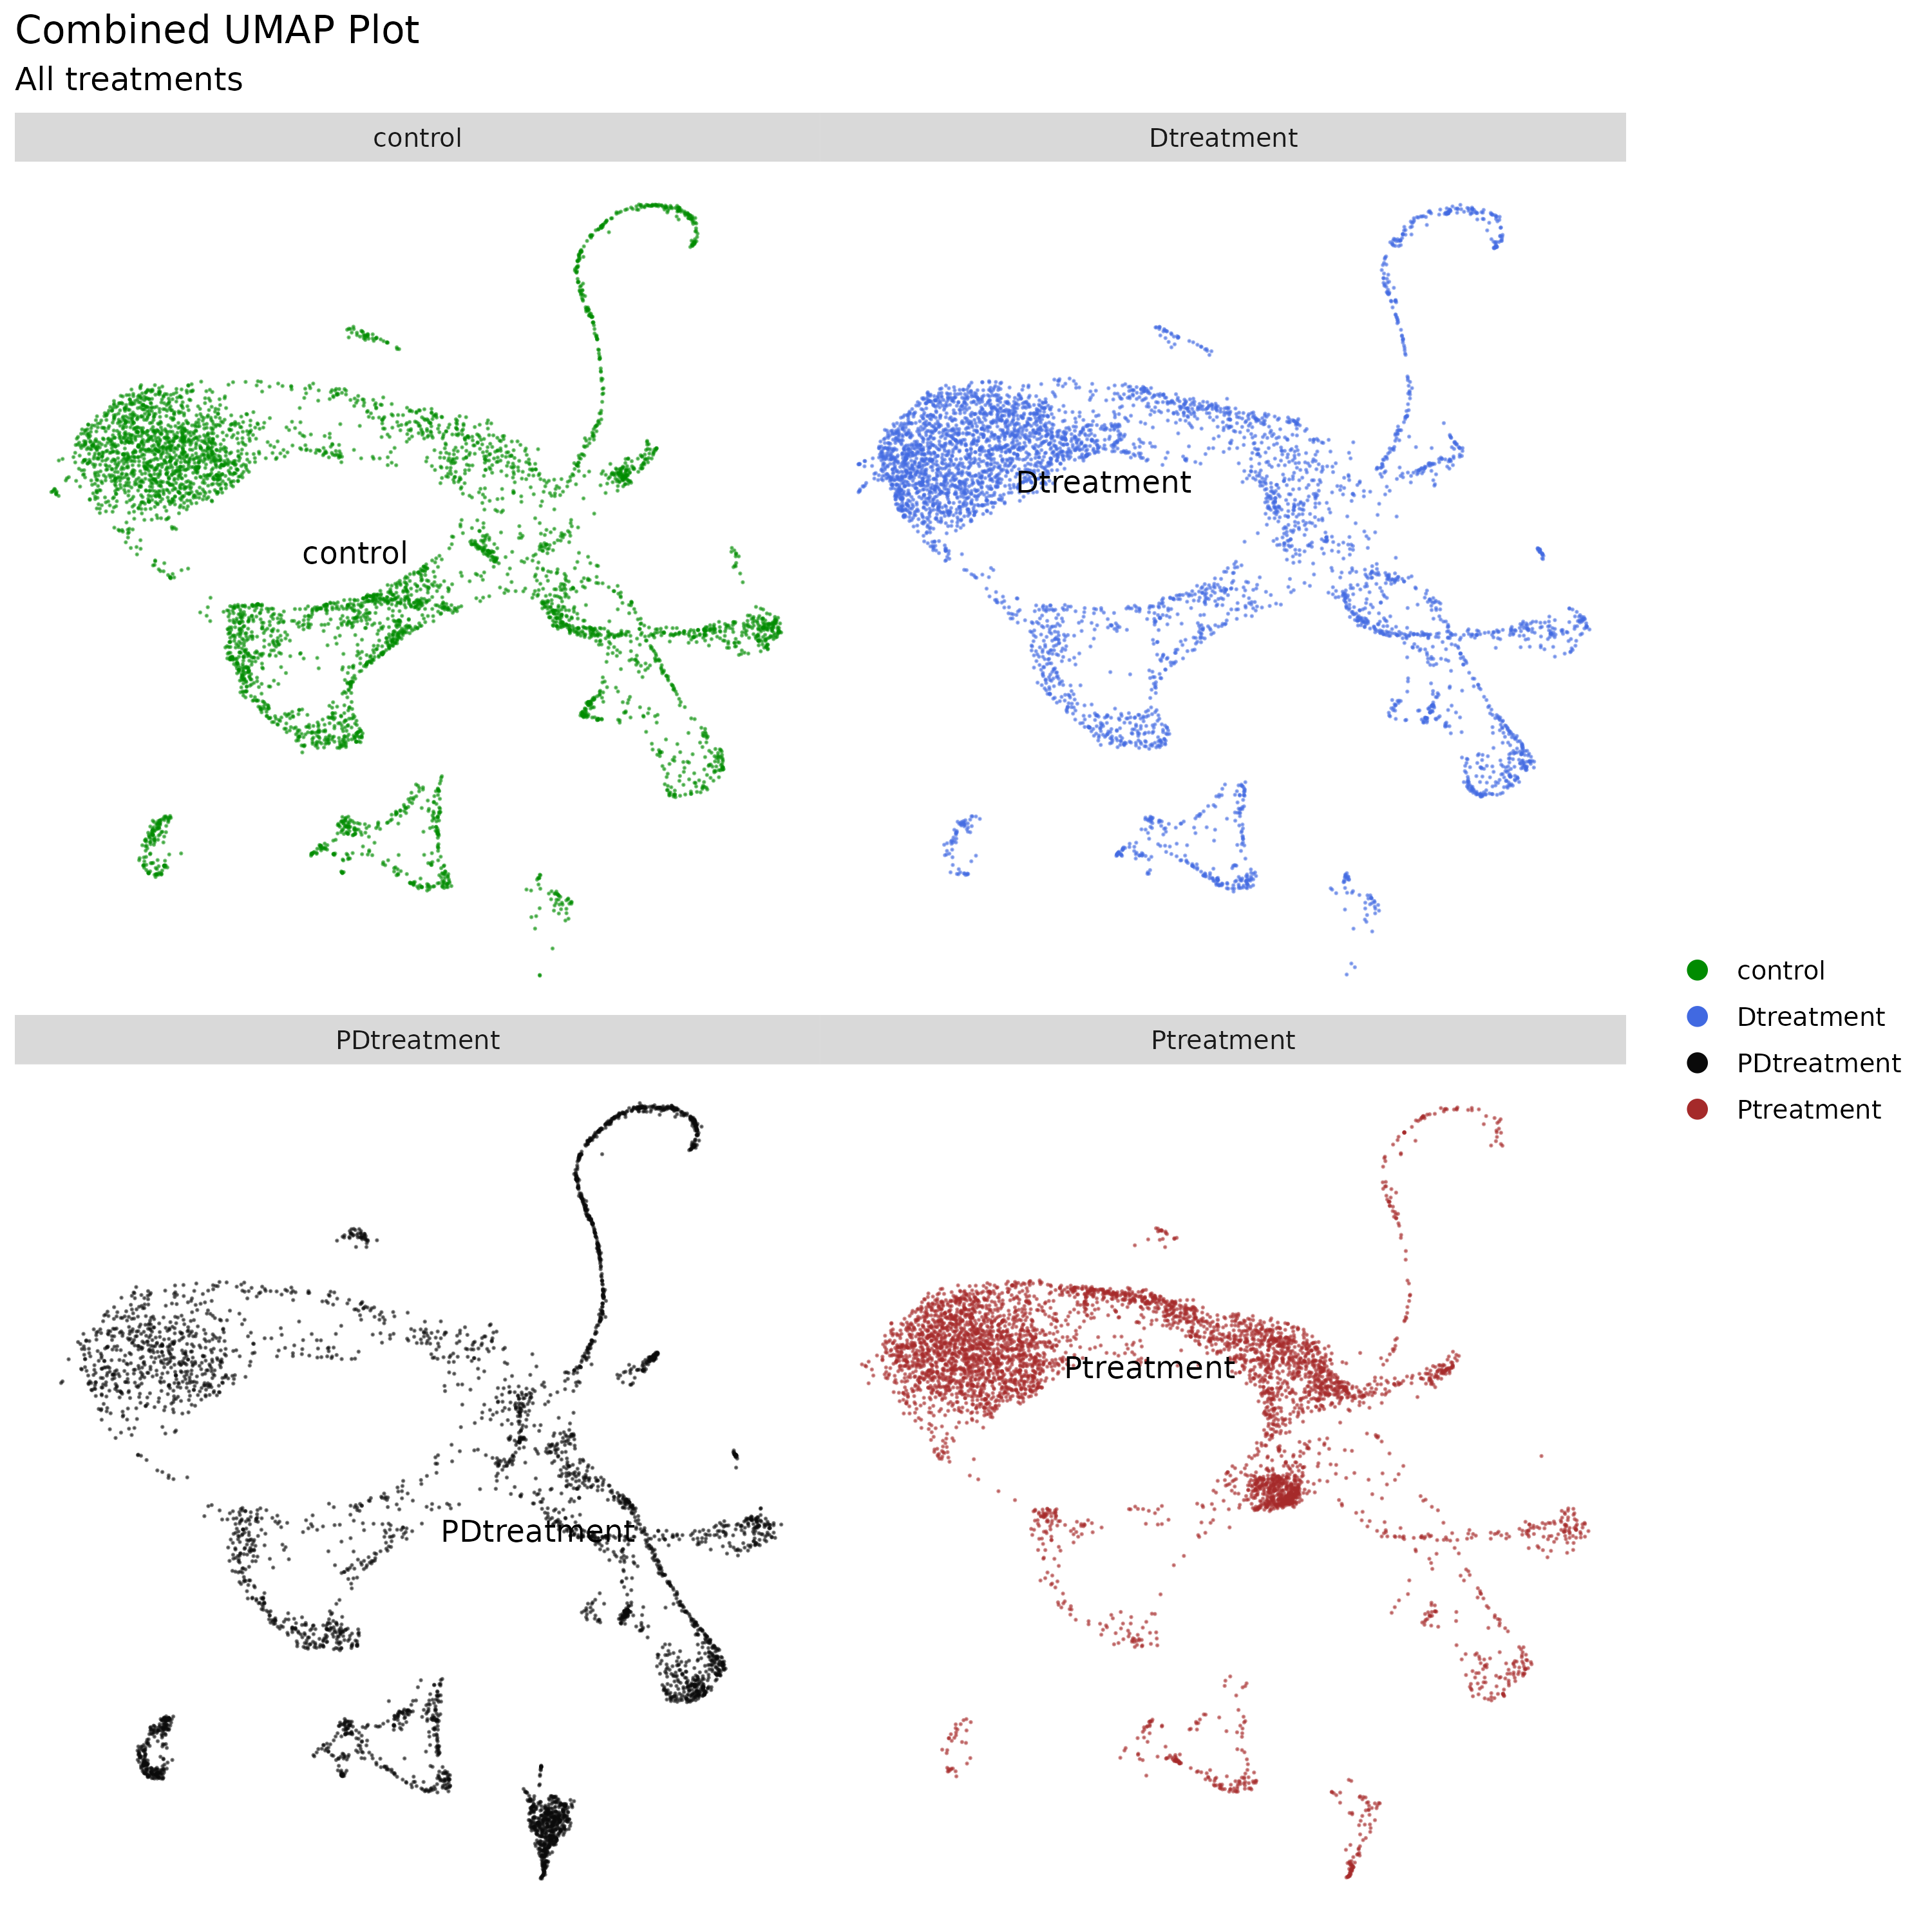 Combined UMAP Plot
All treatments
control
Dtreatment
control
Dtreatment
PDtreatment
Ptreatment
PDtreatment
Ptreatment
control
Dtreatment
PDtreatment
Ptreatment